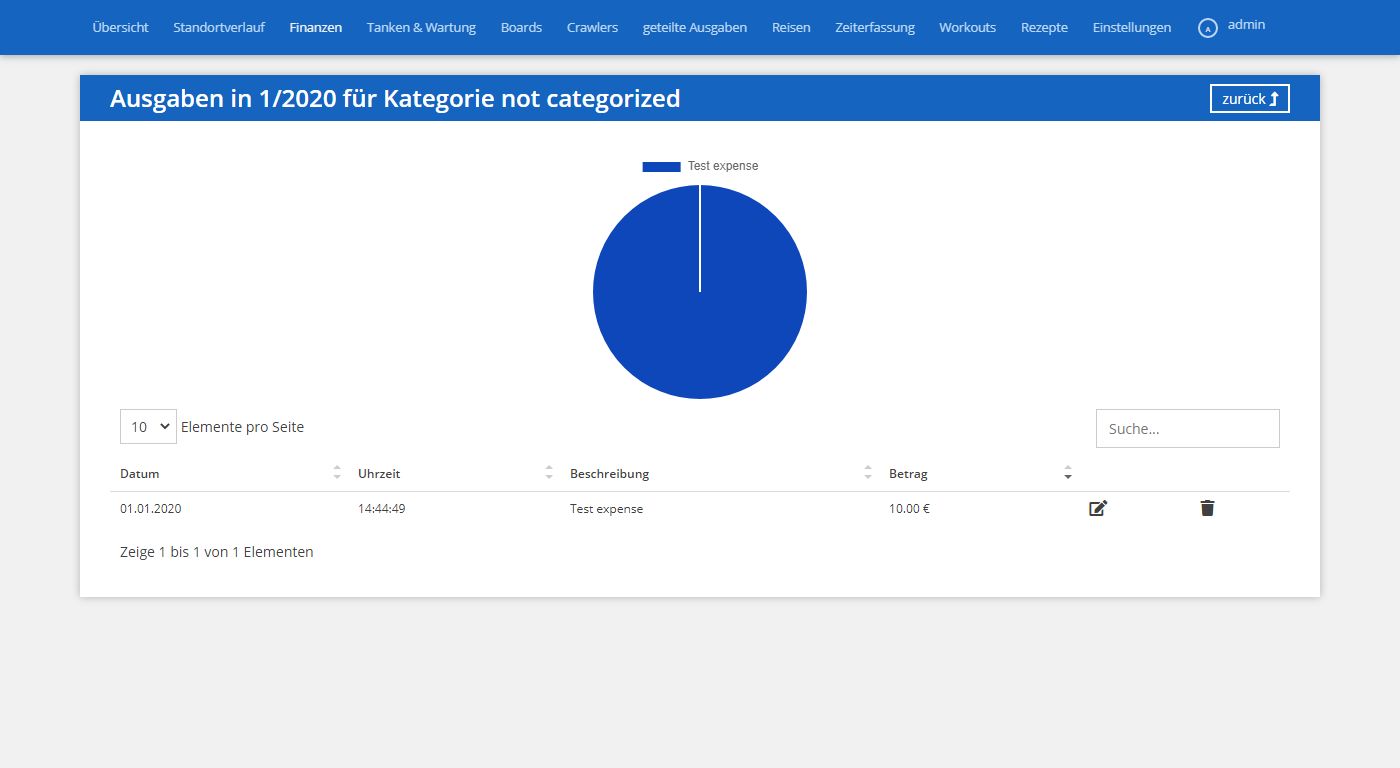 Übersicht Standortverlauf Finanzen Tanken & Wartung Boards Crawlers geteilte Ausgaben Reisen Zeiterfassung Workouts Rezepte Einstellungen A admin
Ausgaben in 1/2020 für Kategorie not categorized zurück
Test expense
10 Elemente pro Seite Suche...
Datum Uhrzeit Beschreibung Betrag
01.01.2020 14:44:49 Test expense 10.00 €
Zeige 1 bis 1 von 1 Elementen